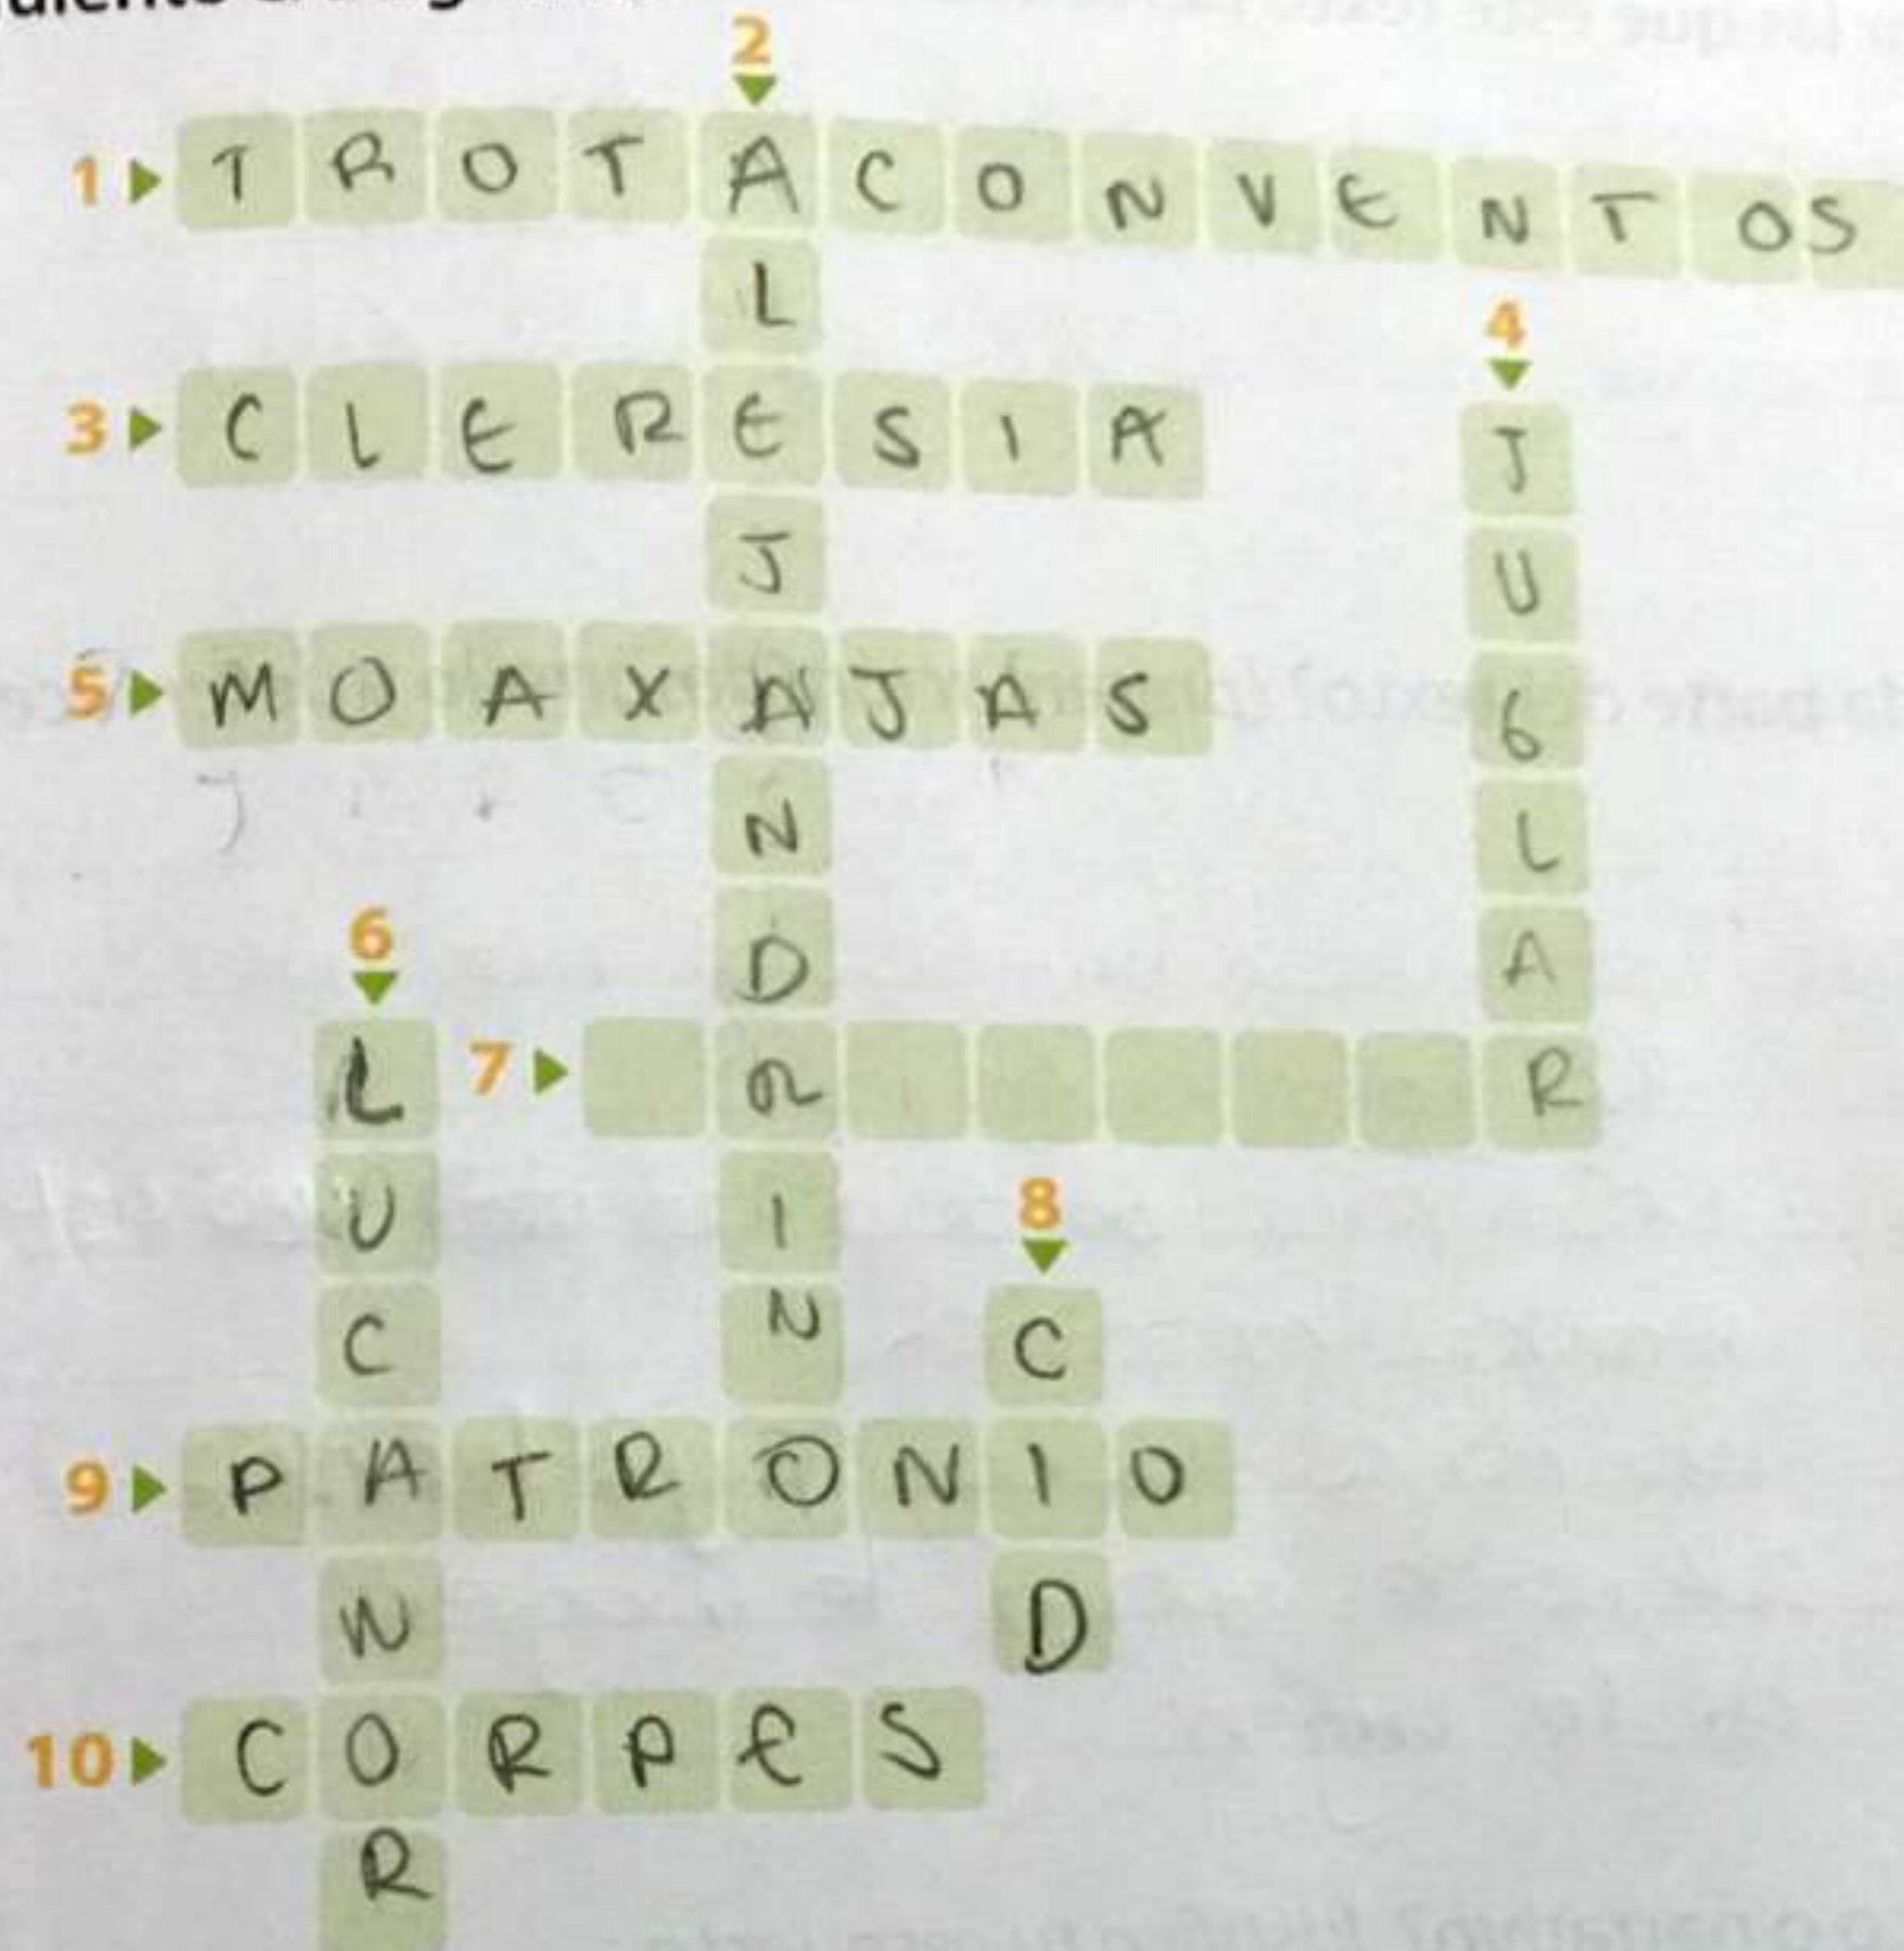 2
1 TROTACONVENTOS
L
4
3 CLERESIA J
J U
5 MOAXAJAS G
N L
6 D A
L 7 R R
U I 8
C N C
9 PATRONIO
N D
10 CORPES
R